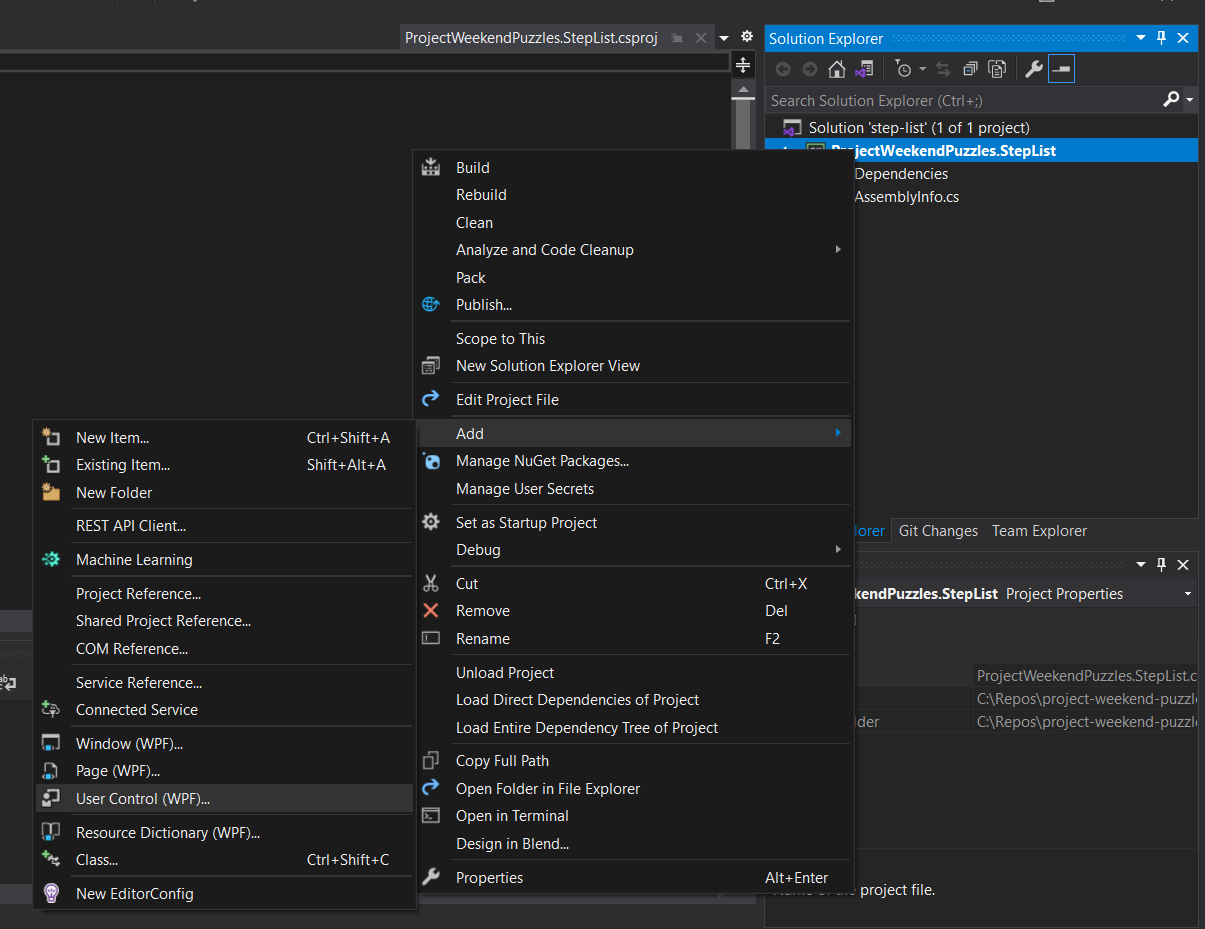 ProjectWeekendPuzzles.StepList.csproj
Solution Explorer
Search Solution Explorer (Ctrl+;)
Solution 'step-list' (1 of 1 project)
ProjectWeekendPuzzles.StepList
Dependencies
AssemblyInfo.cs
Build
Rebuild
Clean
Analyze and Code Cleanup
Pack
Publish...
Scope to This
New Solution Explorer View
Edit Project File
Add
Manage NuGet Packages...
Manage User Secrets
Set as Startup Project
Debug
Cut Ctrl+X
Remove Del
Rename F2
Unload Project
Load Direct Dependencies of Project
Load Entire Dependency Tree of Project
Copy Full Path
Open Folder in File Explorer
Open in Terminal
Design in Blend...
Properties Alt+Enter
New Item... Ctrl+Shift+A
Existing Item... Shift+Alt+A
New Folder
REST API Client...
Machine Learning
Project Reference...
Shared Project Reference...
COM Reference...
Service Reference...
Connected Service
Window (WPF)...
Page (WPF)...
User Control (WPF)...
Resource Dictionary (WPF)...
Class... Ctrl+Shift+C
New EditorConfig
orer Git Changes Team Explorer
kendPuzzles.StepList Project Properties
ProjectWeekendPuzzles.StepList.c
C:\Repos\project-weekend-puzzle
lder C:\Repos\project-weekend-puzzle
Name of the project file.